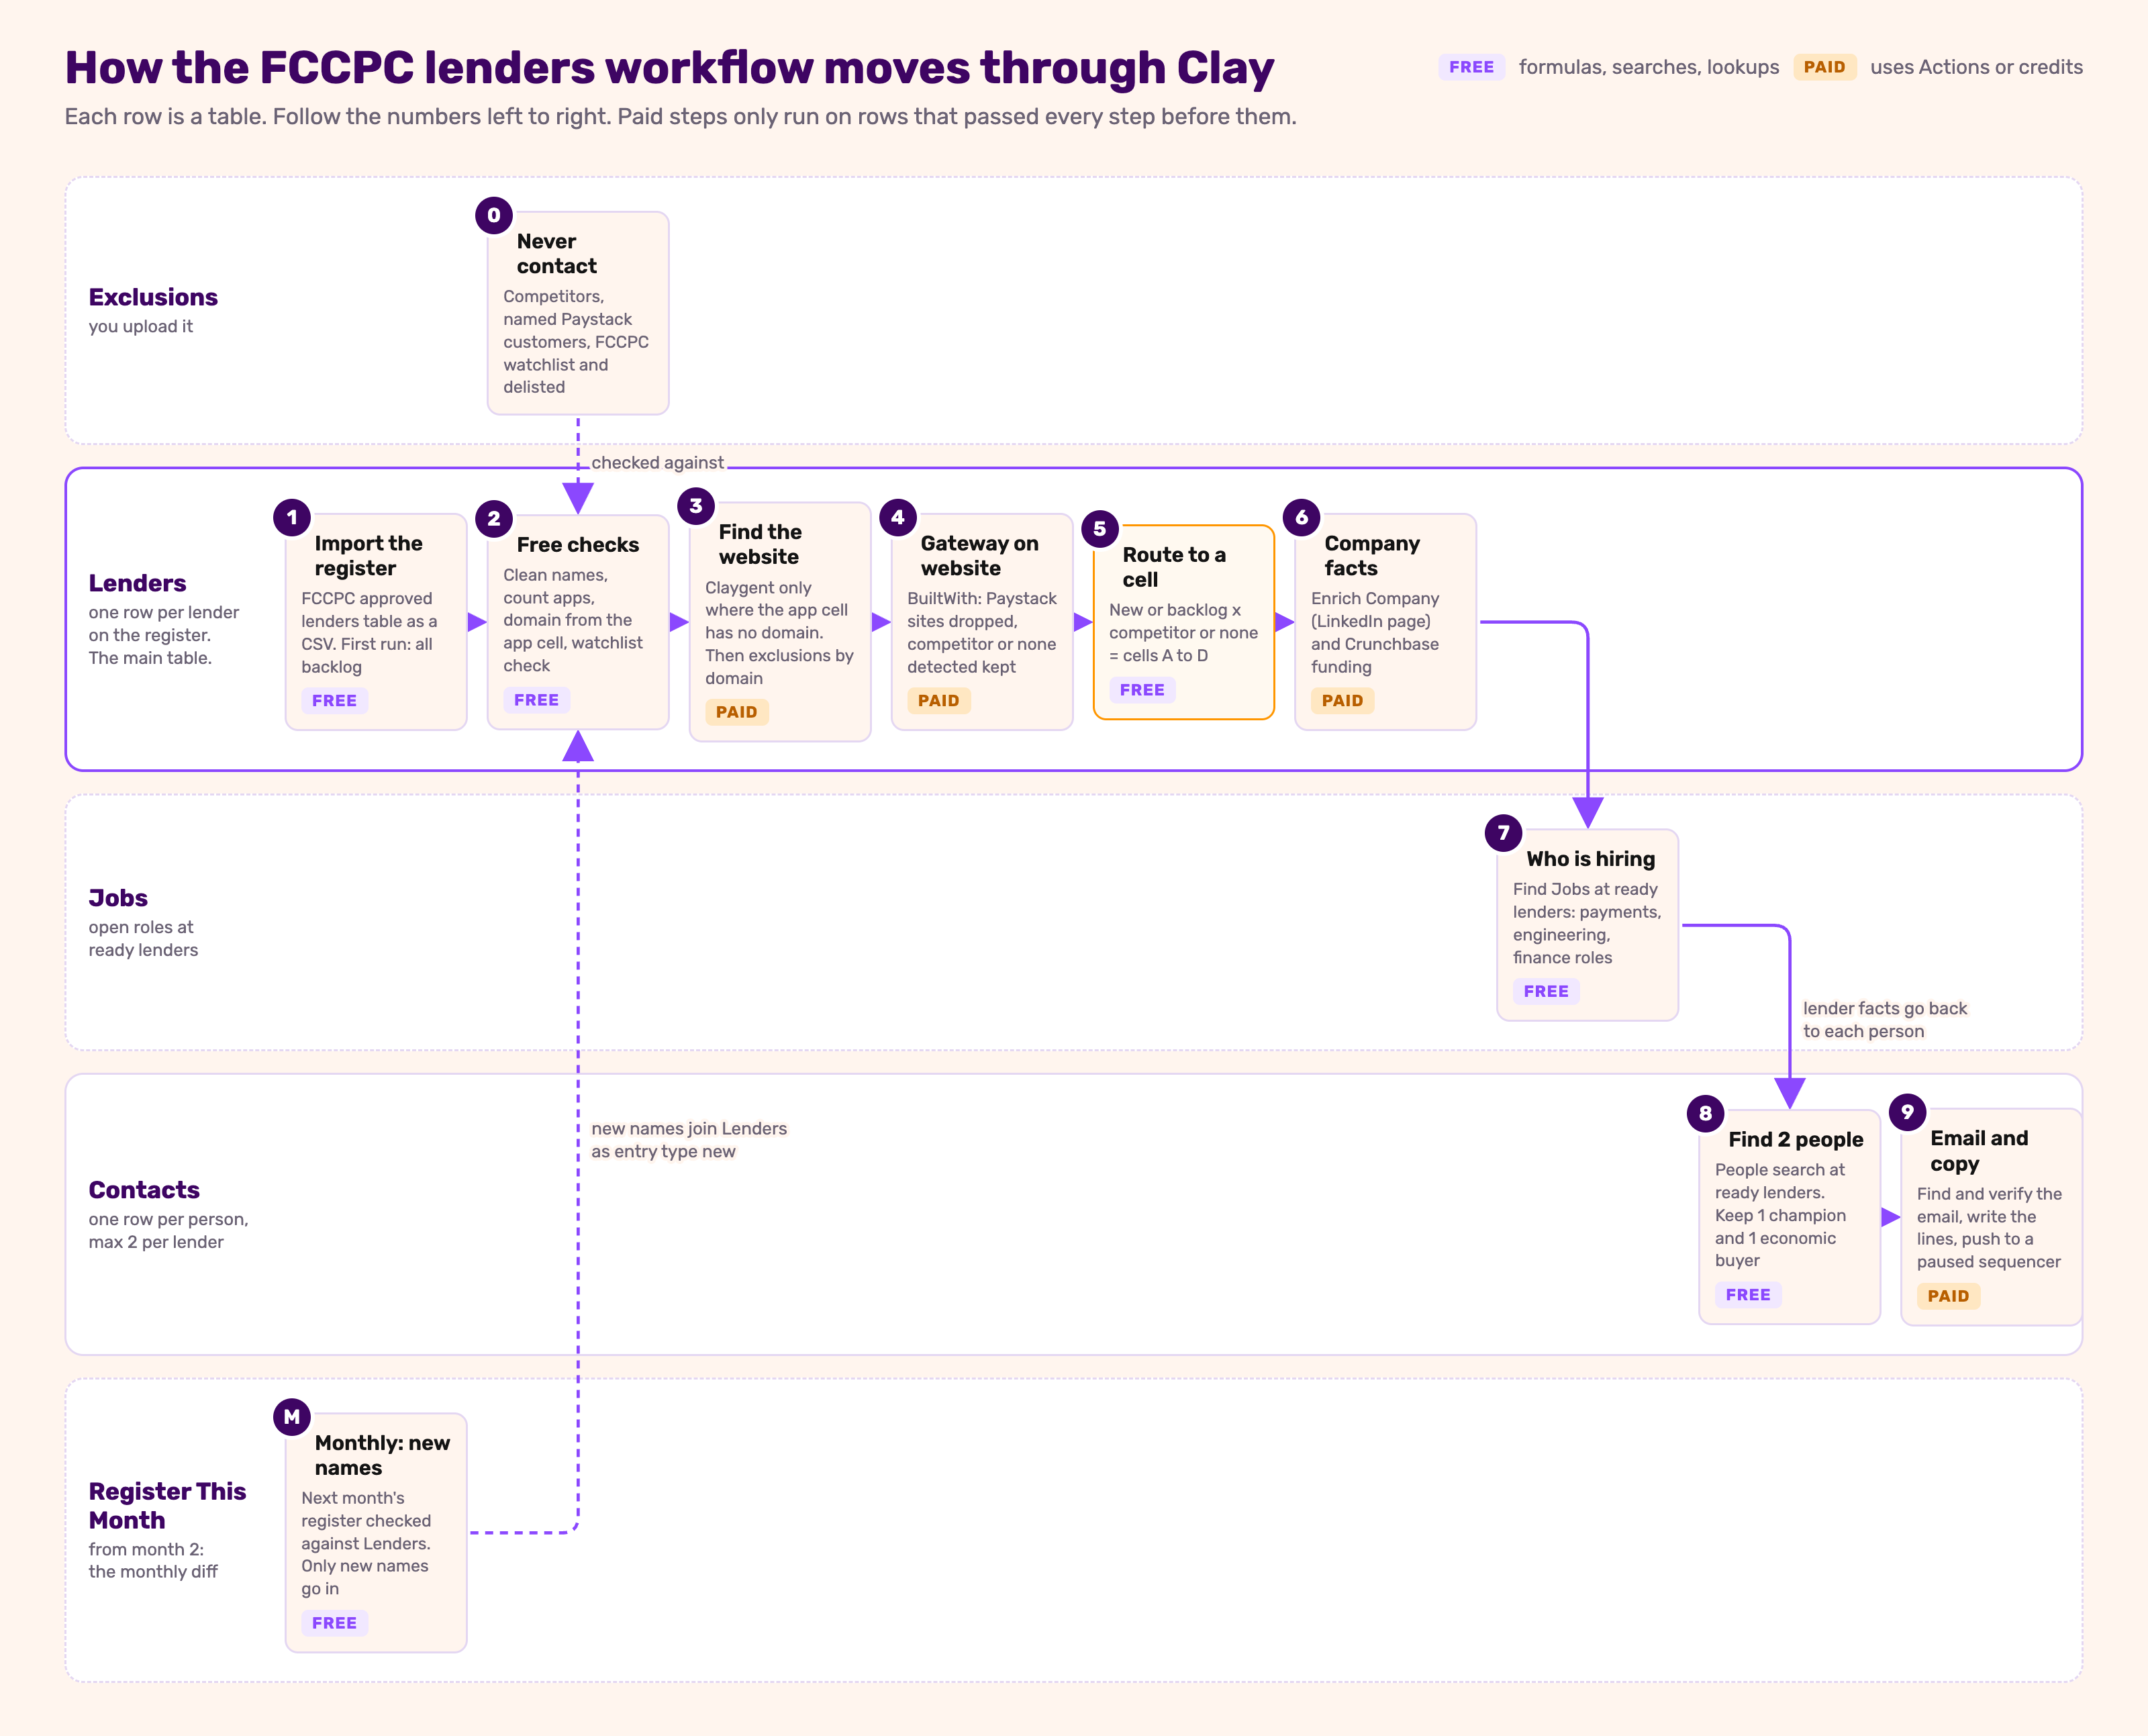 How the FCCPC lenders workflow moves through Clay
FREE formulas, searches, lookups PAID uses Actions or credits
Each row is a table. Follow the numbers left to right. Paid steps only run on rows that passed every step before them.
Exclusions
you upload it
0
Never
contact
Competitors,
named Paystack
customers, FCCPC
watchlist and
delisted
checked against
Lenders
one row per lender
on the register.
The main table.
1
Import the
register
FCCPC approved
lenders table as a
CSV. First run: all
backlog
FREE
2
Free checks
Clean names,
count apps,
domain from the
app cell, watchlist
check
FREE
3
Find the
website
Claygent only
where the app cell
has no domain.
Then exclusions by
domain
PAID
4
Gateway on
website
BuiltWith: Paystack
sites dropped,
competitor or none
detected kept
PAID
5
Route to a
cell
New or backlog x
competitor or none
= cells A to D
FREE
6
Company
facts
Enrich Company
(LinkedIn page)
and Crunchbase
funding
PAID
Jobs
open roles at
ready lenders
7
Who is hiring
Find Jobs at ready
lenders: payments,
engineering,
finance roles
FREE
lender facts go back
to each person
Contacts
one row per person,
max 2 per lender
new names join Lenders
as entry type new
8
Find 2 people
People search at
ready lenders.
Keep 1 champion
and 1 economic
buyer
FREE
9
Email and
copy
Find and verify the
email, write the
lines, push to a
paused sequencer
PAID
Register This
Month
from month 2:
the monthly diff
M
Monthly: new
names
Next month's
register checked
against Lenders.
Only new names
go in
FREE